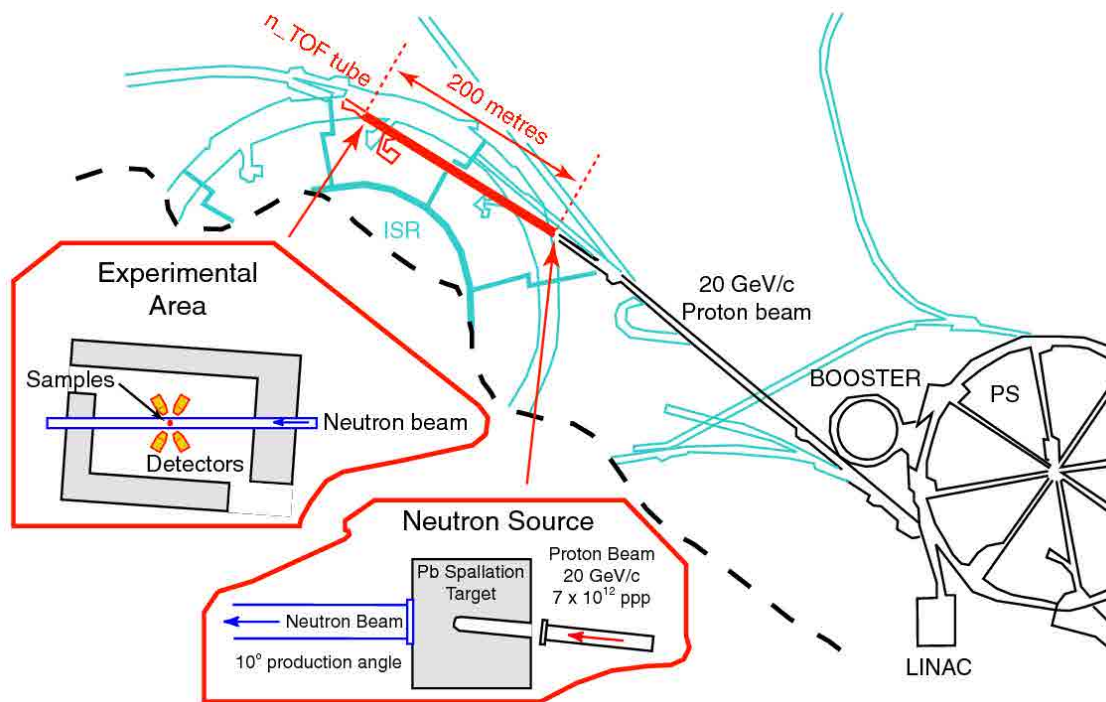 n_TOF tube
200 metres
ISR
Experimental
Area
Samples
Neutron beam
Detectors
20 GeV/c
Proton beam
BOOSTER
PS
LINAC
Neutron Source
Pb Spallation
Target
Proton Beam
20 GeV/c
7 x 10¹² ppp
Neutron Beam
10° production angle